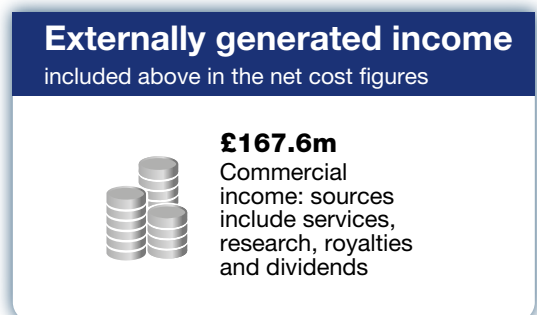 Externally generated income
included above in the net cost figures
£167.6m
Commercial
income: sources
include services,
research, royalties
and dividends